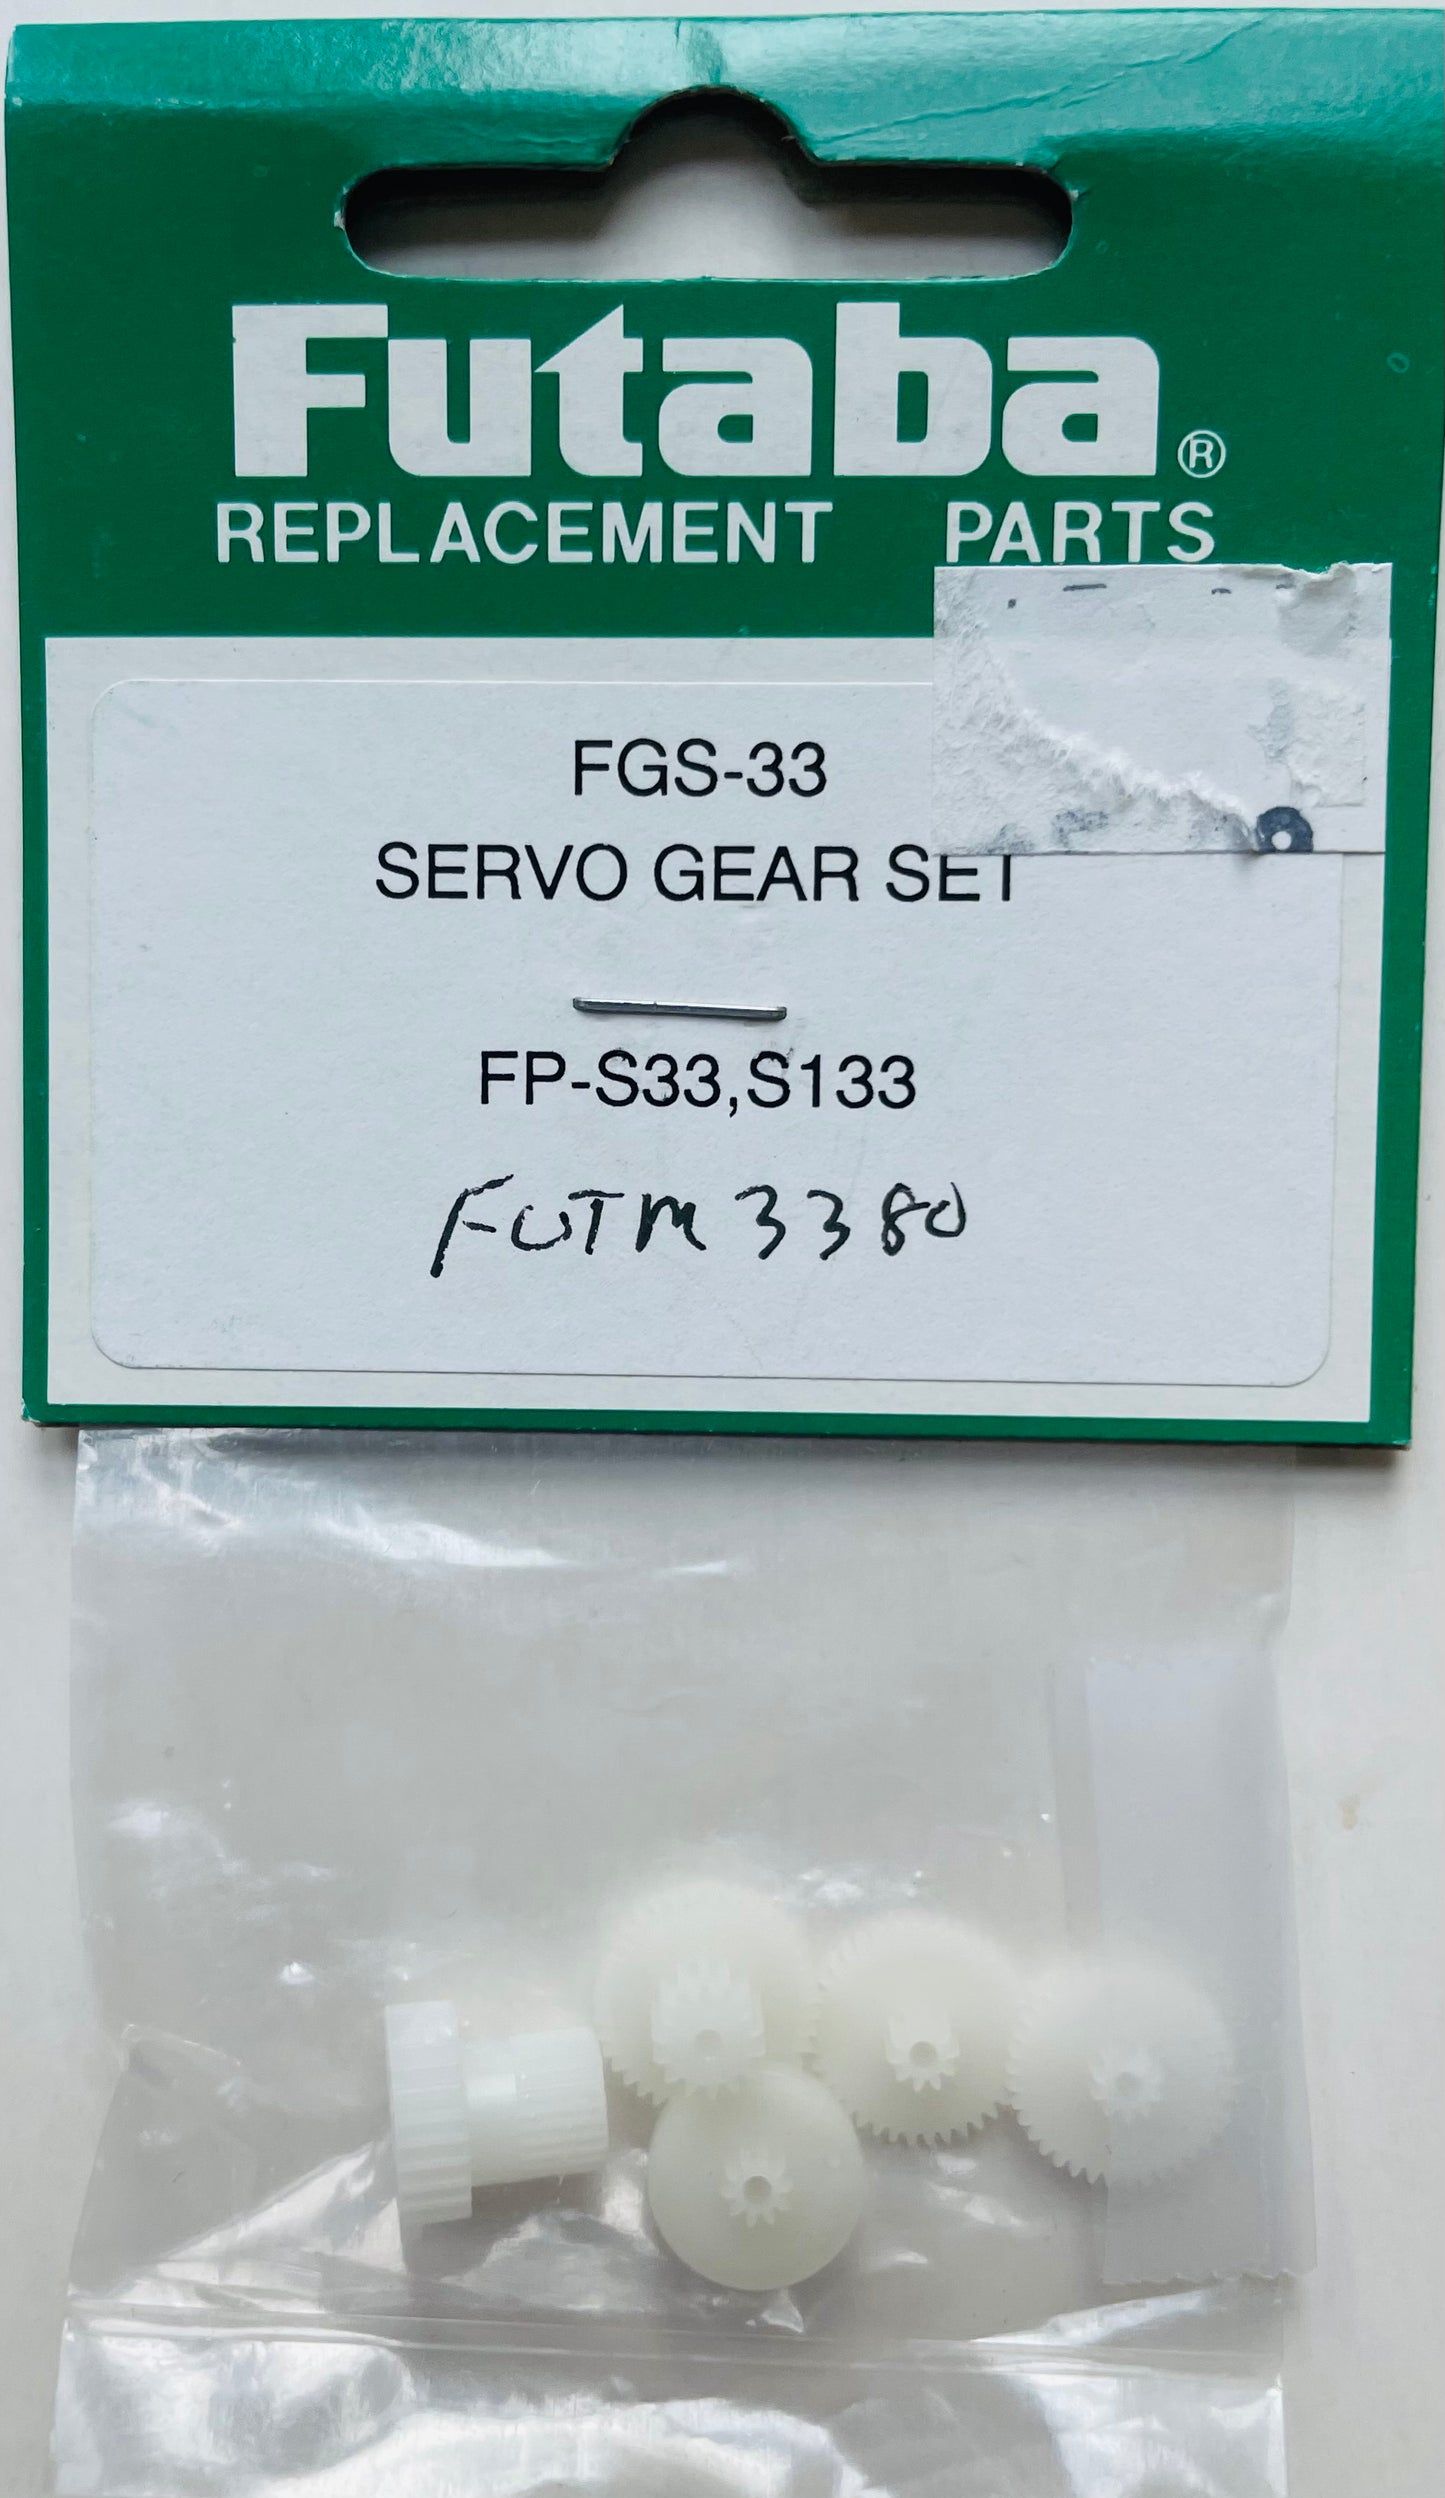 Futaba®
REPLACEMENT PARTS
FGS-33
SERVO GEAR SET
FP-S33,S133
FUTM3380